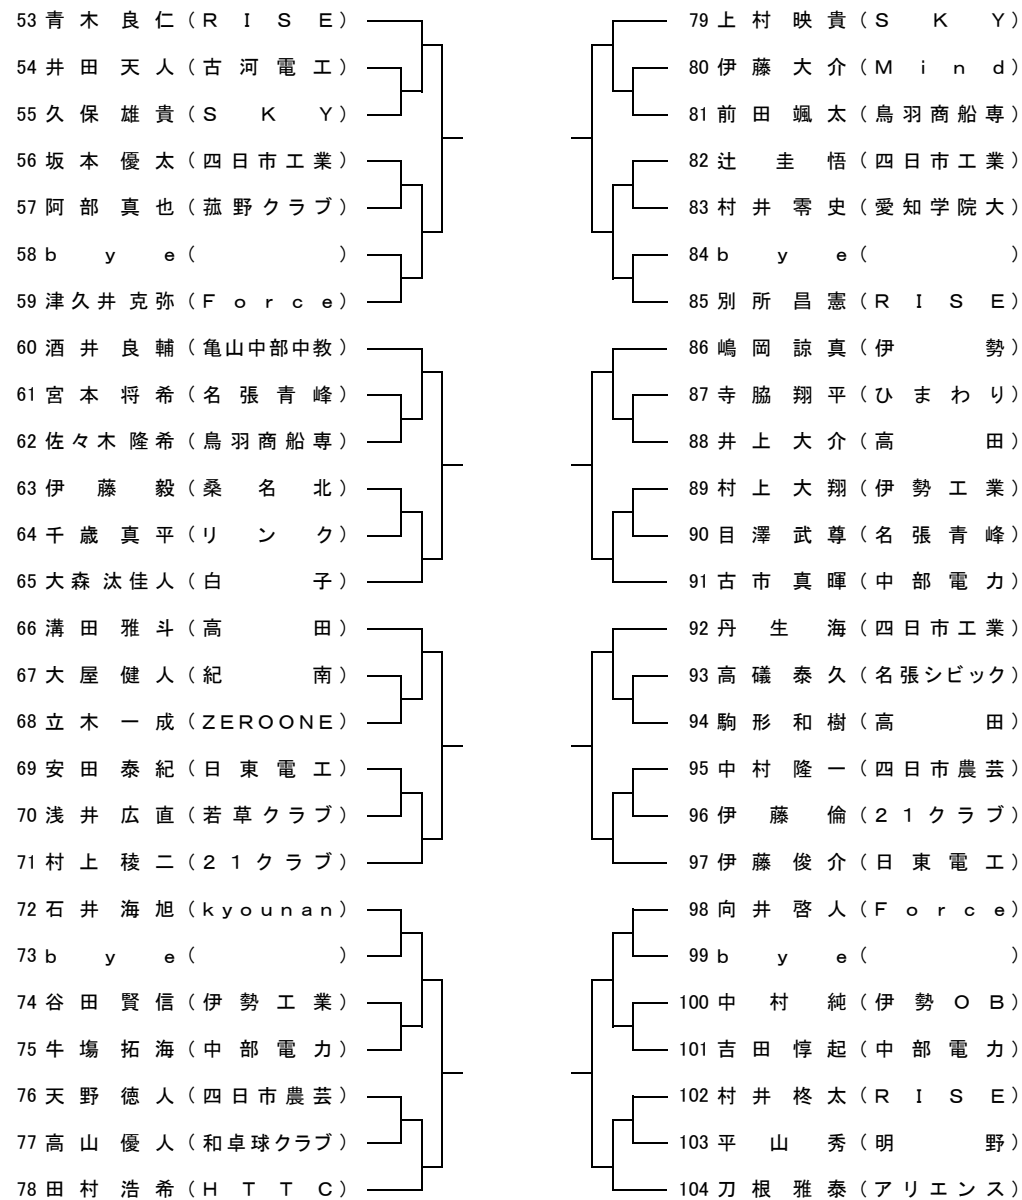 53 青木 良仁 (RISE)
54 井田 天人 (古河電工)
55 久保 雄貴 (SKY)
56 坂本 優太 (四日市工業)
57 阿部 真也 (菰野クラブ)
58 bye ( )
59 津久井 克弥 (Force)
60 酒井 良輔 (亀山中部中教)
61 宮本 将希 (名張青峰)
62 佐々木 隆希 (鳥羽商船専)
63 伊藤 毅 (桑名北)
64 千歳 真平 (リンク)
65 大森 汰佳人 (白子)
66 溝田 雅斗 (高田)
67 大屋 健人 (紀南)
68 立木 一成 (ZEROONE)
69 安田 泰紀 (日東電工)
70 浅井 広直 (若草クラブ)
71 村上 稜二 (21クラブ)
72 石井 海旭 (kyounan)
73 bye ( )
74 谷田 賢信 (伊勢工業)
75 牛塲 拓海 (中部電力)
76 天野 徳人 (四日市農芸)
77 高山 優人 (和卓球クラブ)
78 田村 浩希 (HTTC)
79 上村 映貴 (SKY)
80 伊藤 大介 (Mind)
81 前田 颯太 (鳥羽商船専)
82 辻 圭悟 (四日市工業)
83 村井 零史 (愛知学院大)
84 bye ( )
85 別所 昌憲 (RISE)
86 嶋岡 諒真 (伊勢)
87 寺脇 翔平 (ひまわり)
88 井上 大介 (高田)
89 村上 大翔 (伊勢工業)
90 目澤 武尊 (名張青峰)
91 古市 真暉 (中部電力)
92 丹生 海 (四日市工業)
93 高礒 泰久 (名張シビック)
94 駒形 和樹 (高田)
95 中村 隆一 (四日市農芸)
96 伊藤 倫 (21クラブ)
97 伊藤 俊介 (日東電工)
98 向井 啓人 (Force)
99 bye ( )
100 中村 純 (伊勢OB)
101 吉田 惇起 (中部電力)
102 村井 柊太 (RISE)
103 平山 秀 (明野)
104 刀根 雅泰 (アリエンス)